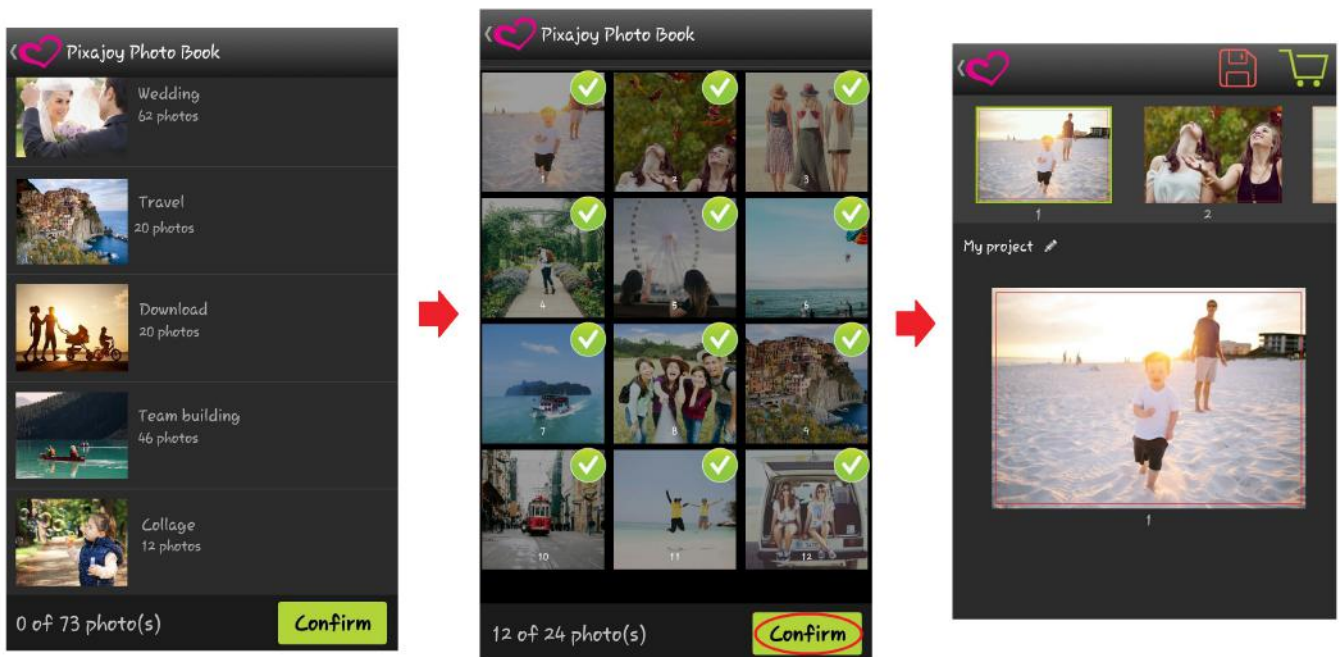 Pixajoy Photo Book
Wedding
62 photos
Travel
20 photos
Download
20 photos
Team building
46 photos
Collage
12 photos
0 of 73 photo(s)
Confirm
Pixajoy Photo Book
1
2
3
4
5
6
7
8
9
10
11
12
12 of 24 photo(s)
Confirm
1
2
My project
1